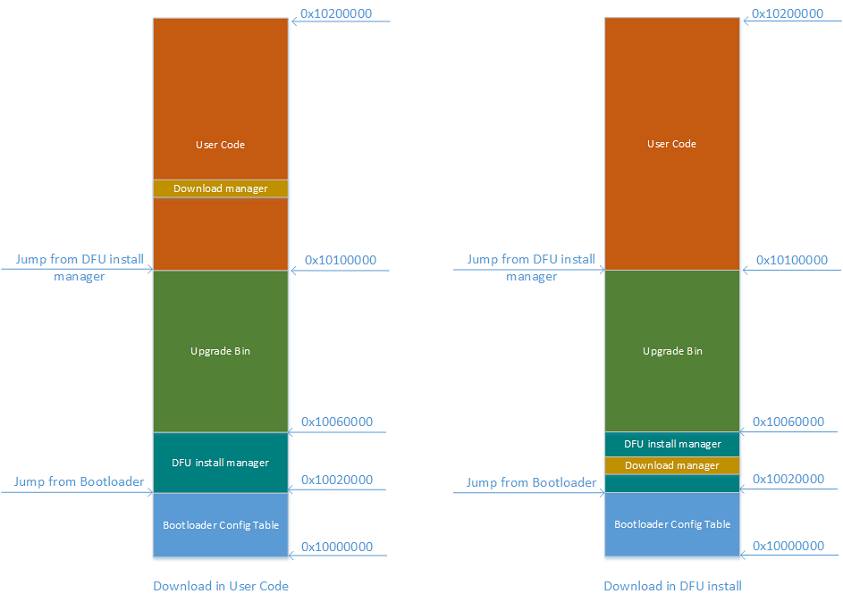 0x10200000
User Code
Download manager
Jump from DFU install
manager
0x10100000
Upgrade Bin
0x10060000
DFU install manager
0x10020000
Jump from Bootloader
Bootloader Config Table
0x10000000
Download in User Code
0x10200000
User Code
Jump from DFU install
manager
0x10100000
Upgrade Bin
0x10060000
DFU install manager
Download manager
0x10020000
Jump from Bootloader
Bootloader Config Table
0x10000000
Download in DFU install